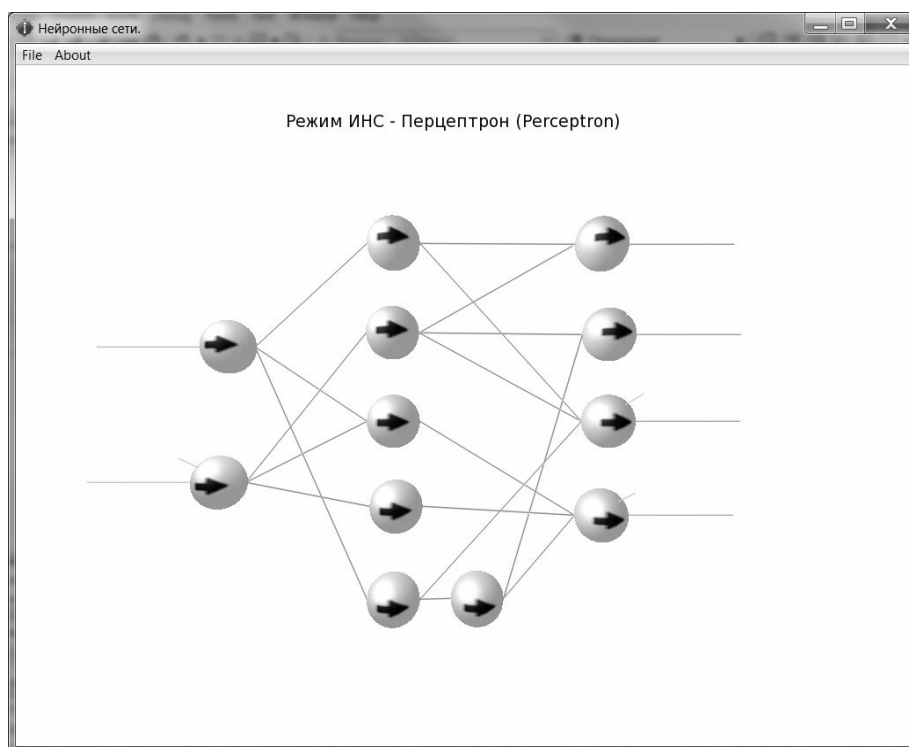 Нейронные сети.
File About
Режим ИНС - Перцептрон (Perceptron)